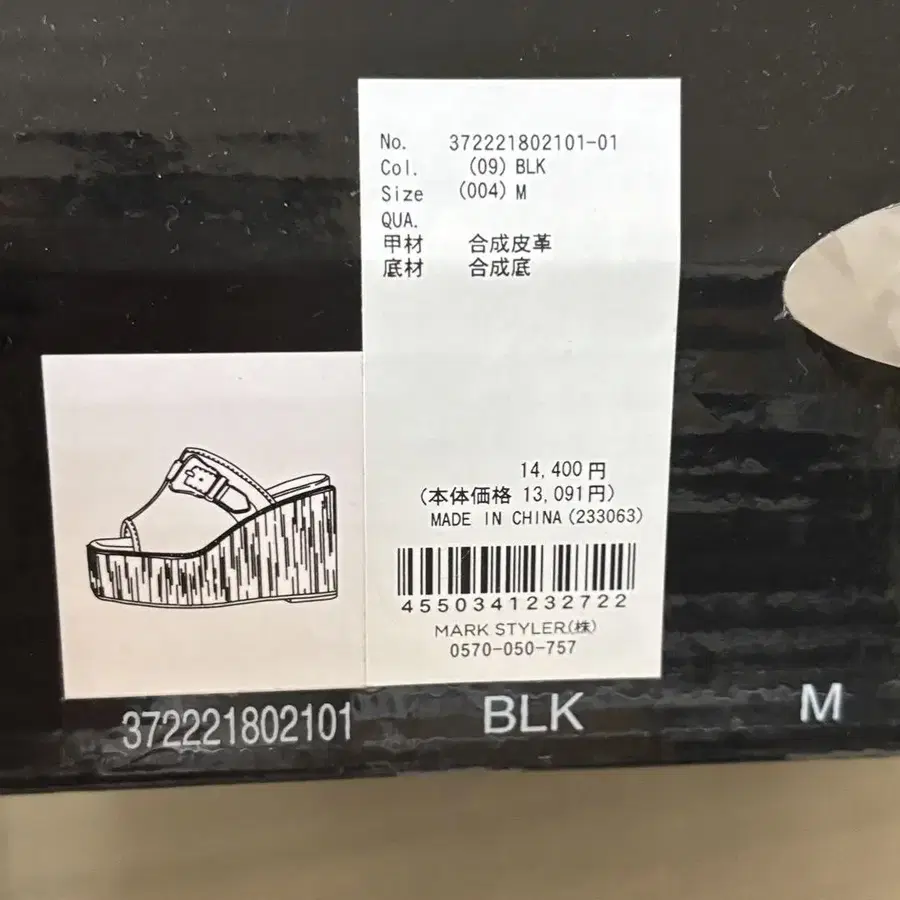 No. 372221802101-01
Col. (09) BLK
Size (004) M
QUA.
甲材 合成皮革
底材 合成底
14,400円
(本体価格 13,091円)
MADE IN CHINA (233063)
4550341232722
MARK STYLER(株)
0570-050-757
372221802101 BLK M